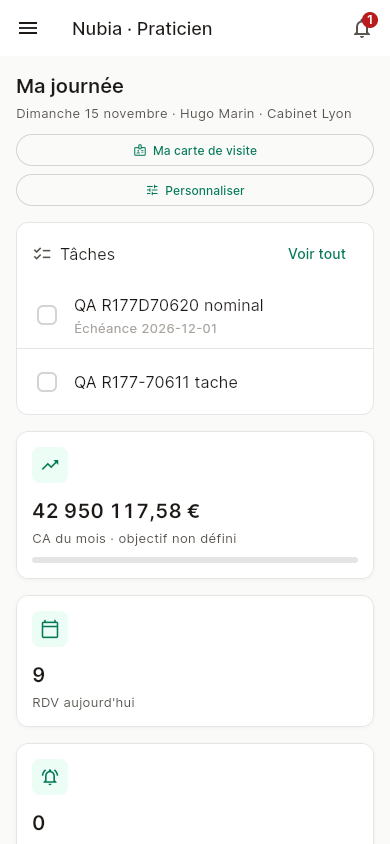 Nubia · Praticien
1
Ma journée
Dimanche 15 novembre · Hugo Marin · Cabinet Lyon
Ma carte de visite
Personnaliser
Tâches
Voir tout
QA R177D70620 nominal
Échéance 2026-12-01
QA R177-70611 tache
42 950 117,58 €
CA du mois · objectif non défini
9
RDV aujourd'hui
0